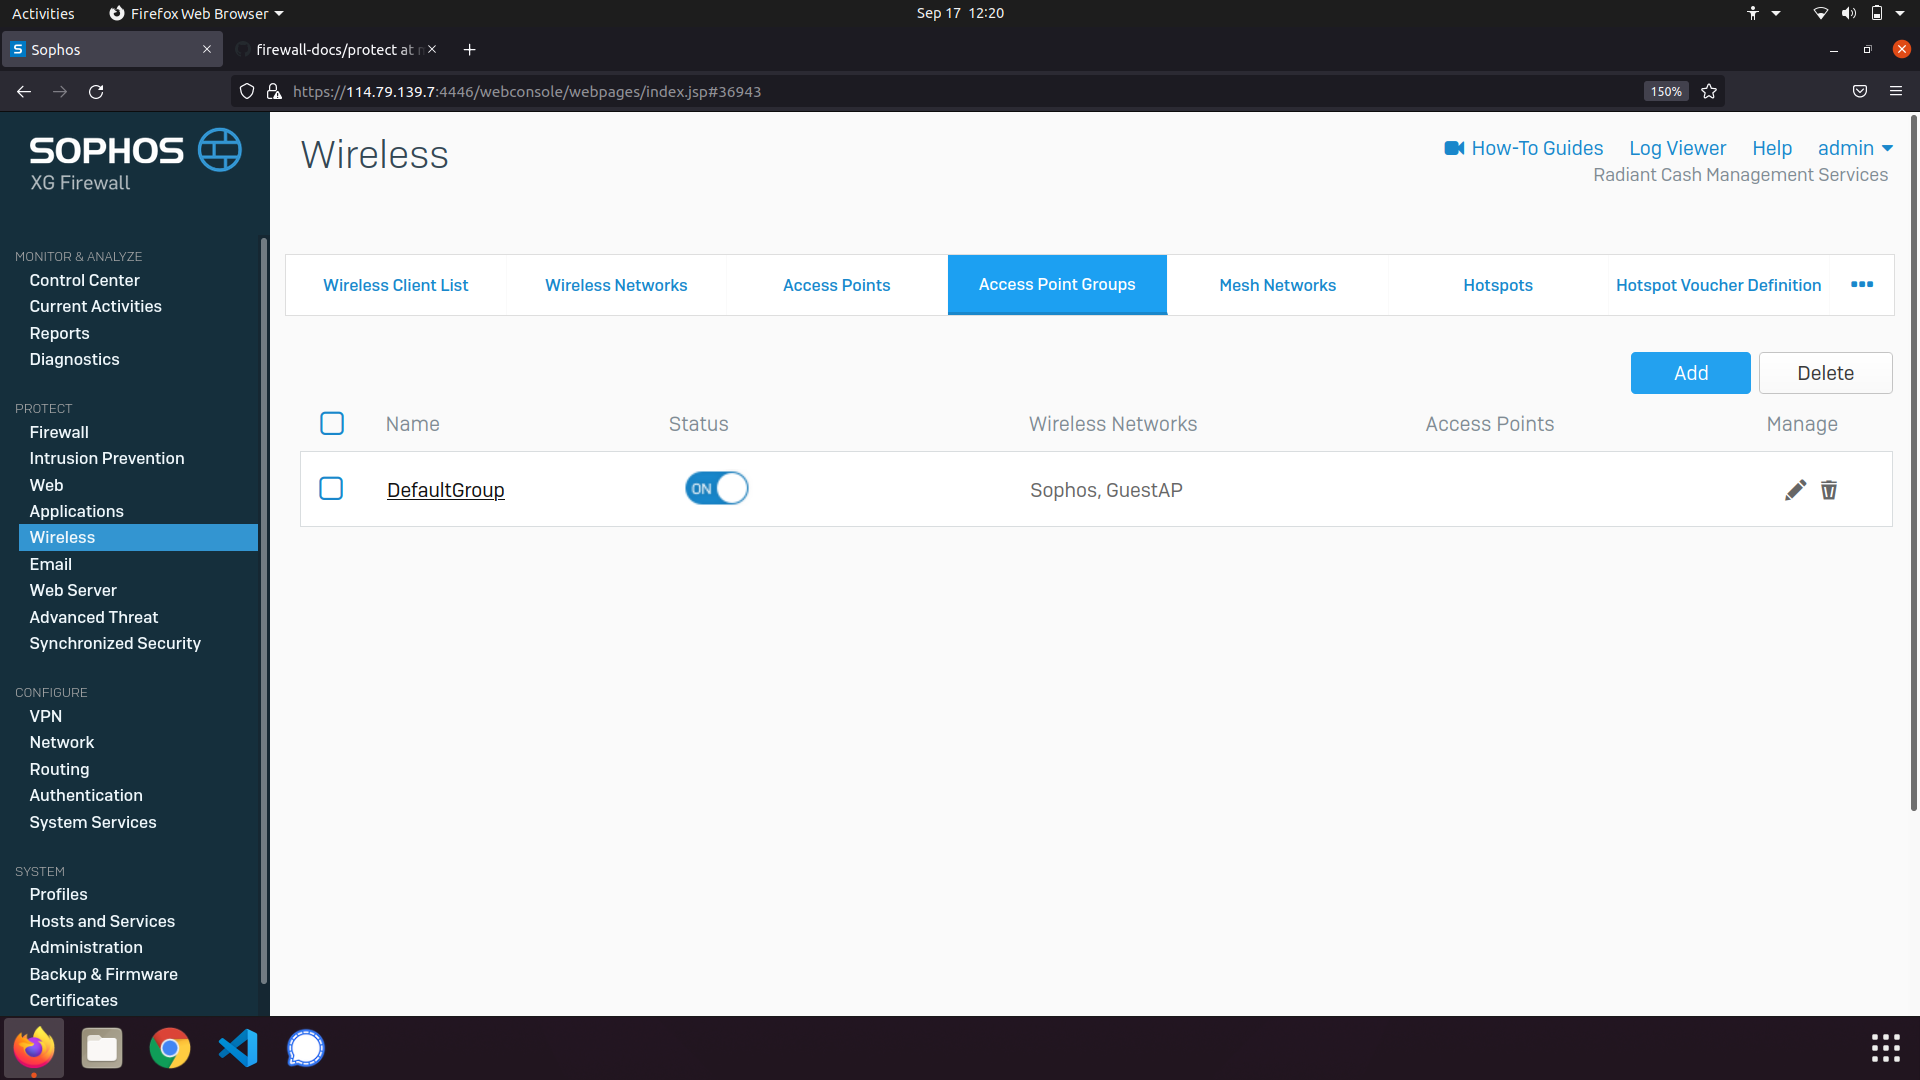 Activities Firefox Web Browser Sep 17 12:20
Sophos firewall-docs/protect at
https://114.79.139.7:4446/webconsole/webpages/index.jsp#36943 150%
SOPHOS
XG Firewall
Wireless
How-To Guides Log Viewer Help admin
Radiant Cash Management Services
MONITOR & ANALYZE
Control Center
Current Activities
Reports
Diagnostics
PROTECT
Firewall
Intrusion Prevention
Web
Applications
Wireless
Email
Web Server
Advanced Threat
Synchronized Security
CONFIGURE
VPN
Network
Routing
Authentication
System Services
SYSTEM
Profiles
Hosts and Services
Administration
Backup & Firmware
Certificates
Wireless Client List Wireless Networks Access Points Access Point Groups Mesh Networks Hotspots Hotspot Voucher Definition
Add Delete
Name Status Wireless Networks Access Points Manage
DefaultGroup ON Sophos, GuestAP